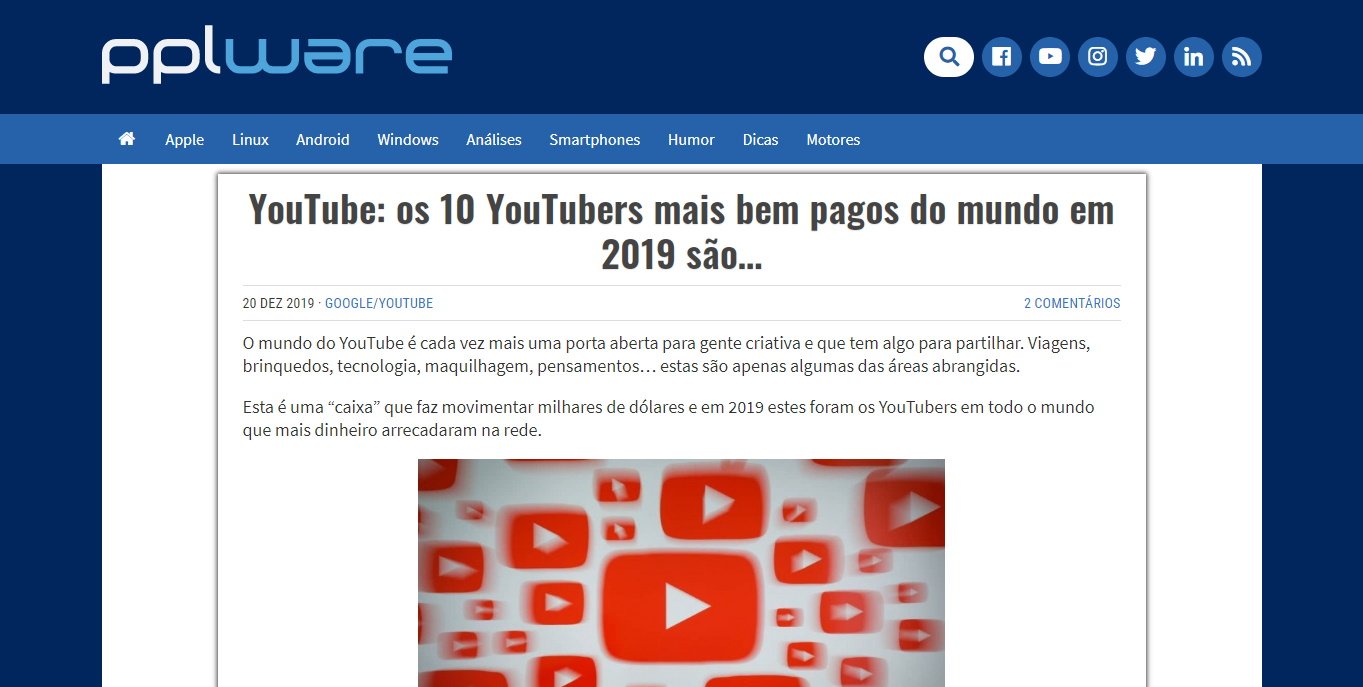 pplware
Apple Linux Android Windows Análises Smartphones Humor Dicas Motores
YouTube: os 10 YouTubers mais bem pagos do mundo em
2019 são...
20 DEZ 2019 · GOOGLE/YOUTUBE 2 COMENTÁRIOS
O mundo do YouTube é cada vez mais uma porta aberta para gente criativa e que tem algo para partilhar. Viagens,
brinquedos, tecnologia, maquilhagem, pensamentos… estas são apenas algumas das áreas abrangidas.
Esta é uma “caixa” que faz movimentar milhares de dólares e em 2019 estes foram os YouTubers em todo o mundo
que mais dinheiro arrecadaram na rede.